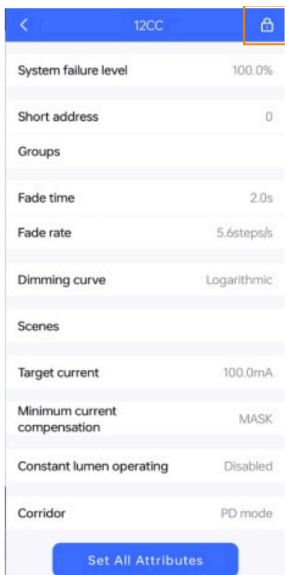 12CC
System failure level 100.0%
Short address 0
Groups
Fade time 2.0s
Fade rate 5.6steps/s
Dimming curve Logarithmic
Scenes
Target current 100.0mA
Minimum current
compensation MASK
Constant lumen operating Disabled
Corridor PD mode
Set All Attributes